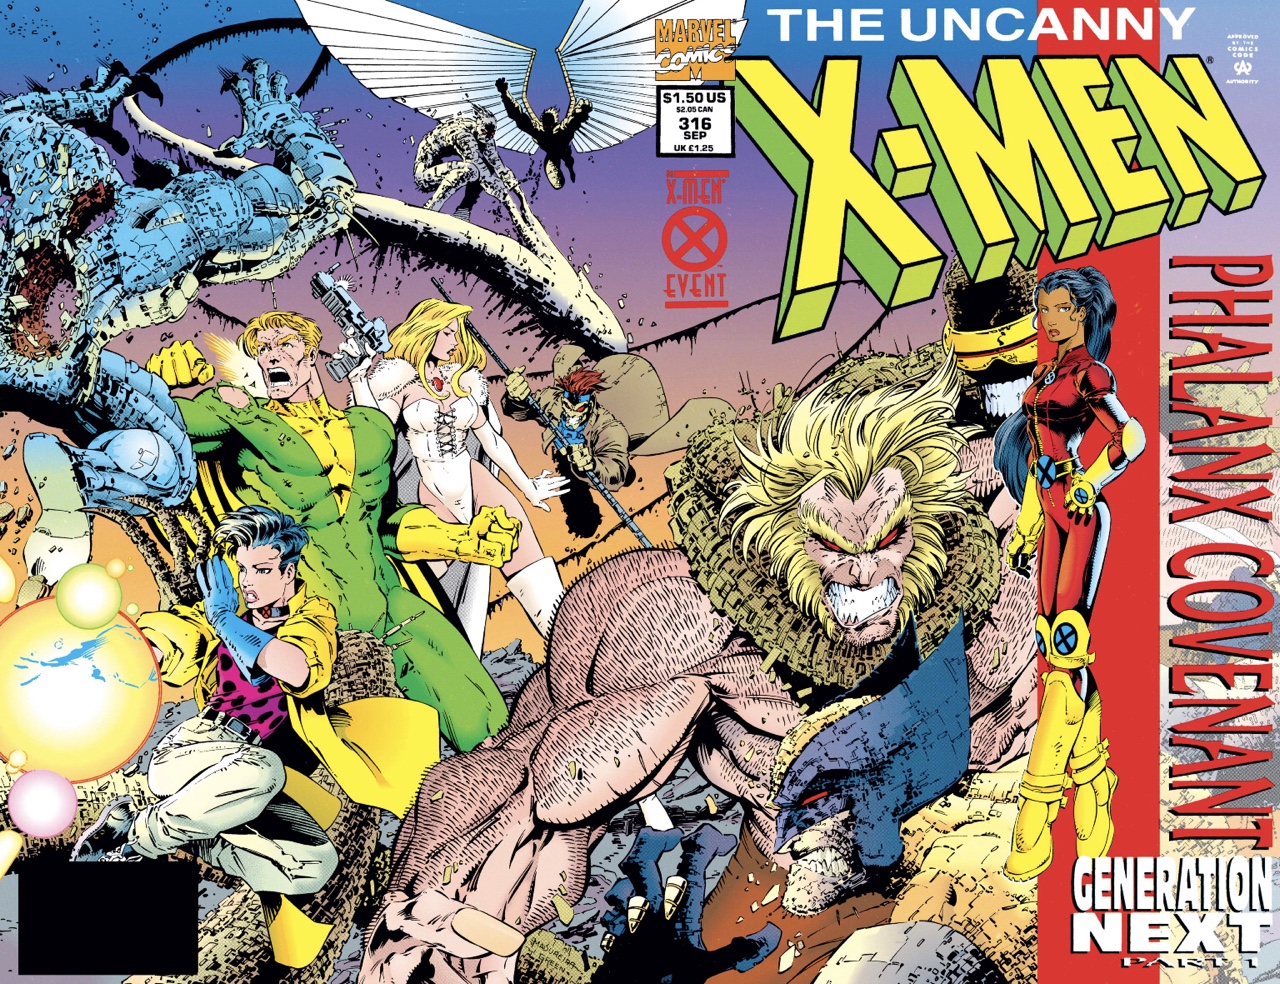 THE UNCANNY
X-MEN®
MARVEL
COMICS
M
$1.50 US
$2.05 CAN
316
SEP
UK £1.25
X-MEN
EVENT
APPROVED
BY THE
COMICS
CODE
AUTHORITY
PHALANX COVENANT
GENERATION
NEXT
PART 1